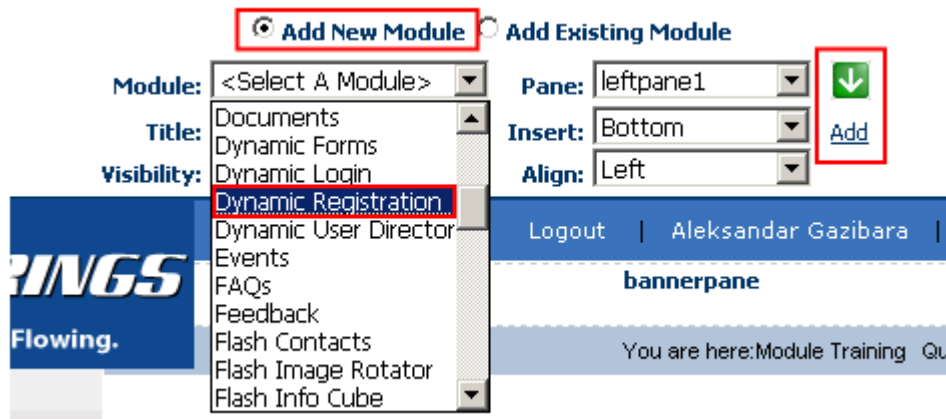 Add New Module Add Existing Module
Module: <Select A Module> Pane: leftpane1
Title: Insert: Bottom Add
Visibility: Align: Left
Documents
Dynamic Forms
Dynamic Login
Dynamic Registration
Dynamic User Director
Events
FAQs
Feedback
Flash Contacts
Flash Image Rotator
Flash Info Cube
Logout | Aleksandar Gazibara |
RINGS
bannerpane
Flowing.
You are here:Module Training Qu